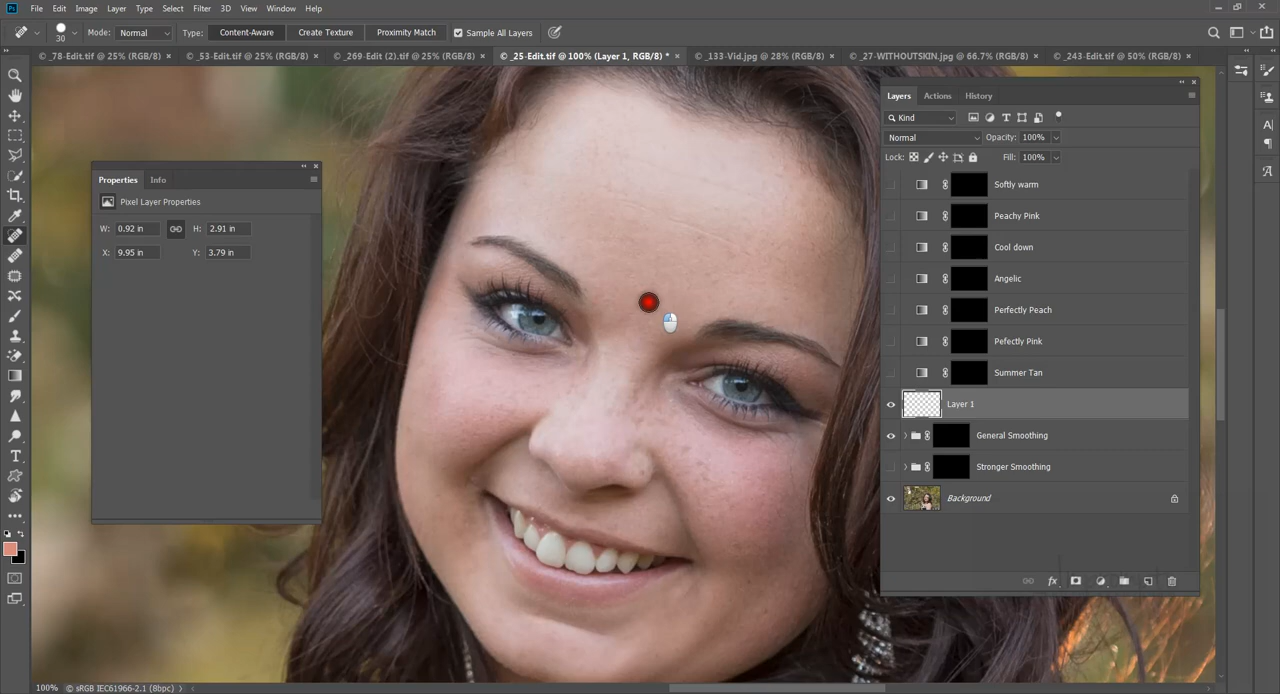 Ps File Edit Image Layer Type Select Filter 3D View Window Help
30 Mode: Normal Type: Content-Aware Create Texture Proximity Match Sample All Layers
© _78-Edit.tif @ 25% (RGB/8) × © _53-Edit.tif @ 25% (RGB/8) × © _269-Edit (2).tif @ 25% (RGB/8) × © _25-Edit.tif @ 100% (Layer 1, RGB/8) * × © _133-Vid.jpg @ 28% (RGB/8) × © _27-WITHOUTSKIN.jpg @ 66.7% (RGB/8) × © _243-Edit.tif @ 50% (RGB/8) ×
Properties Info
Pixel Layer Properties
W: 0.92 in H: 2.91 in
X: 9.95 in Y: 3.79 in
Layers Actions History
Kind
Normal Opacity: 100%
Lock: Fill: 100%
Softly warm
Peachy Pink
Cool down
Angelic
Perfectly Peach
Pefectly Pink
Summer Tan
Layer 1
General Smoothing
Stronger Smoothing
Background
fx
100% © sRGB IEC61966-2.1 (8bpc)